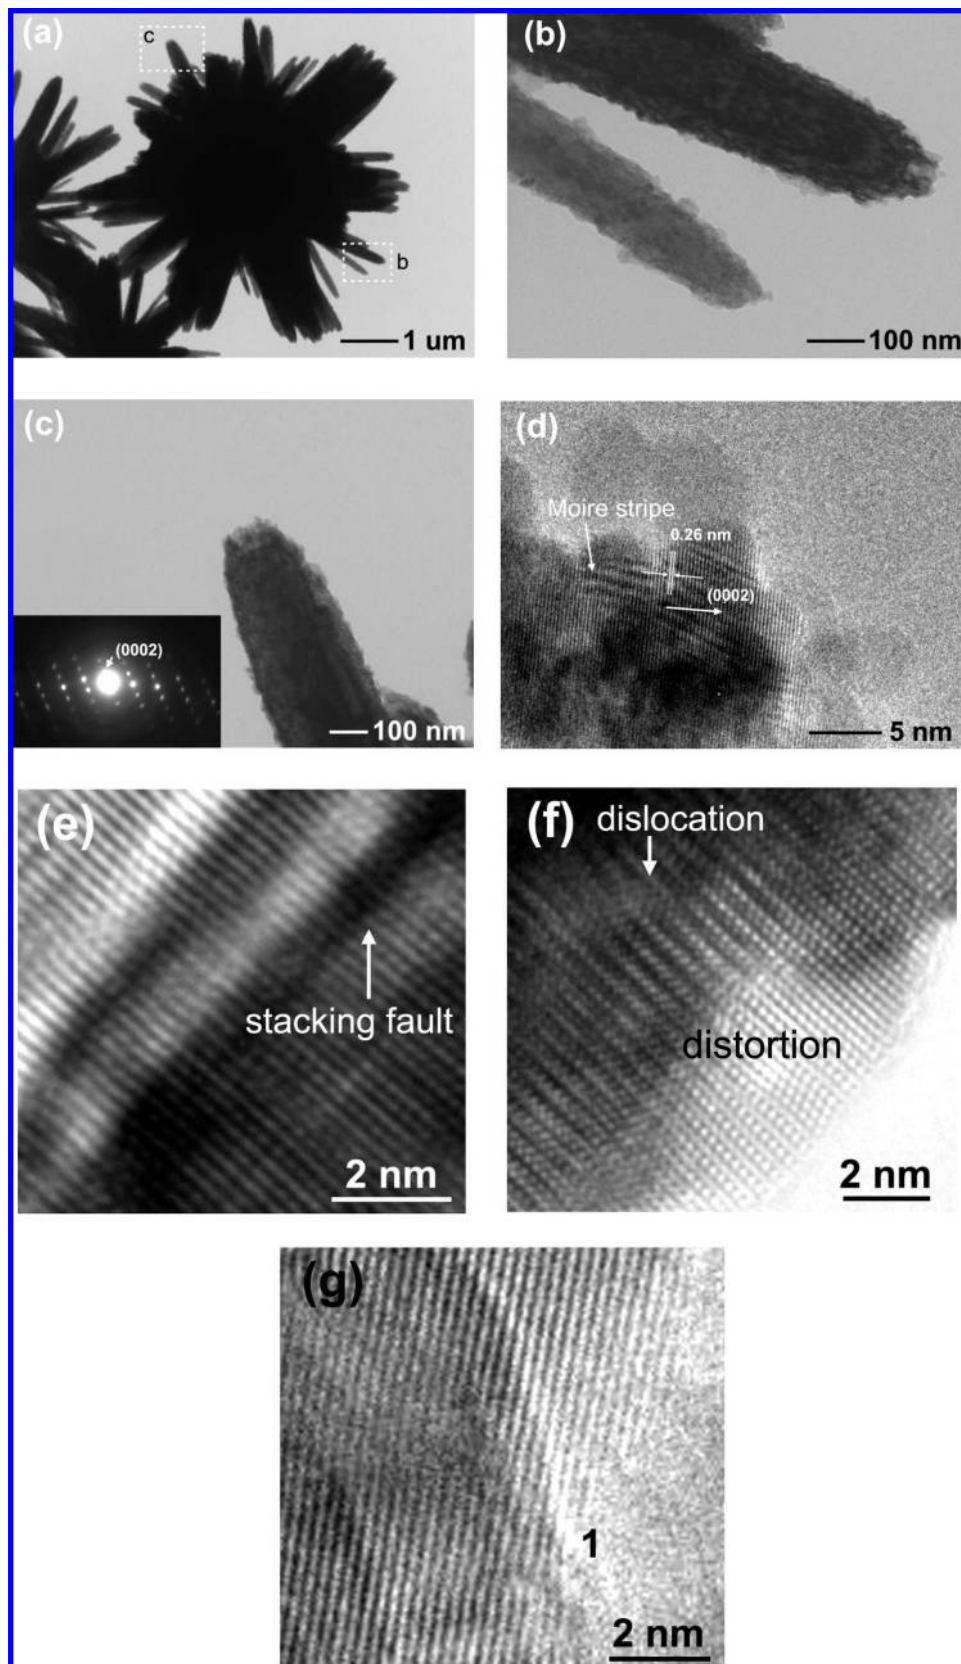 (a)
c
b
1 um
(b)
100 nm
(c)
(0002)
100 nm
(d)
Moire stripe
0.26 nm
(0002)
5 nm
(e)
stacking fault
2 nm
(f)
dislocation
distortion
2 nm
(g)
1
2 nm